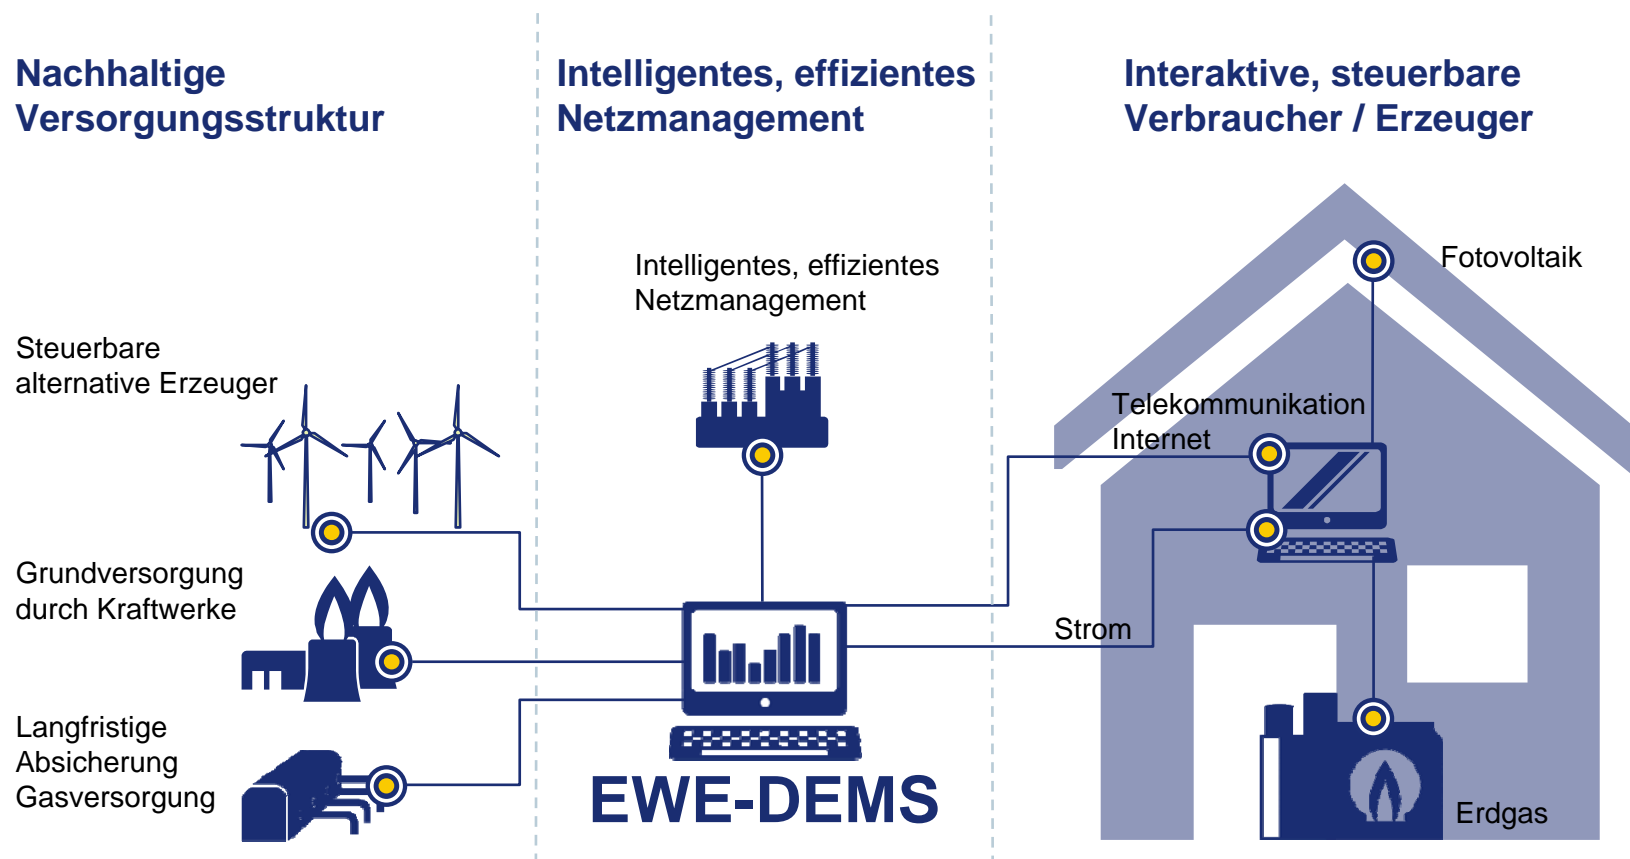 Nachhaltige
Versorgungsstruktur
Intelligentes, effizientes
Netzmanagement
Interaktive, steuerbare
Verbraucher / Erzeuger
Steuerbare
alternative Erzeuger
Grundversorgung
durch Kraftwerke
Langfristige
Absicherung
Gasversorgung
Intelligentes, effizientes
Netzmanagement
EWE-DEMS
Fotovoltaik
Telekommunikation
Internet
Strom
Erdgas